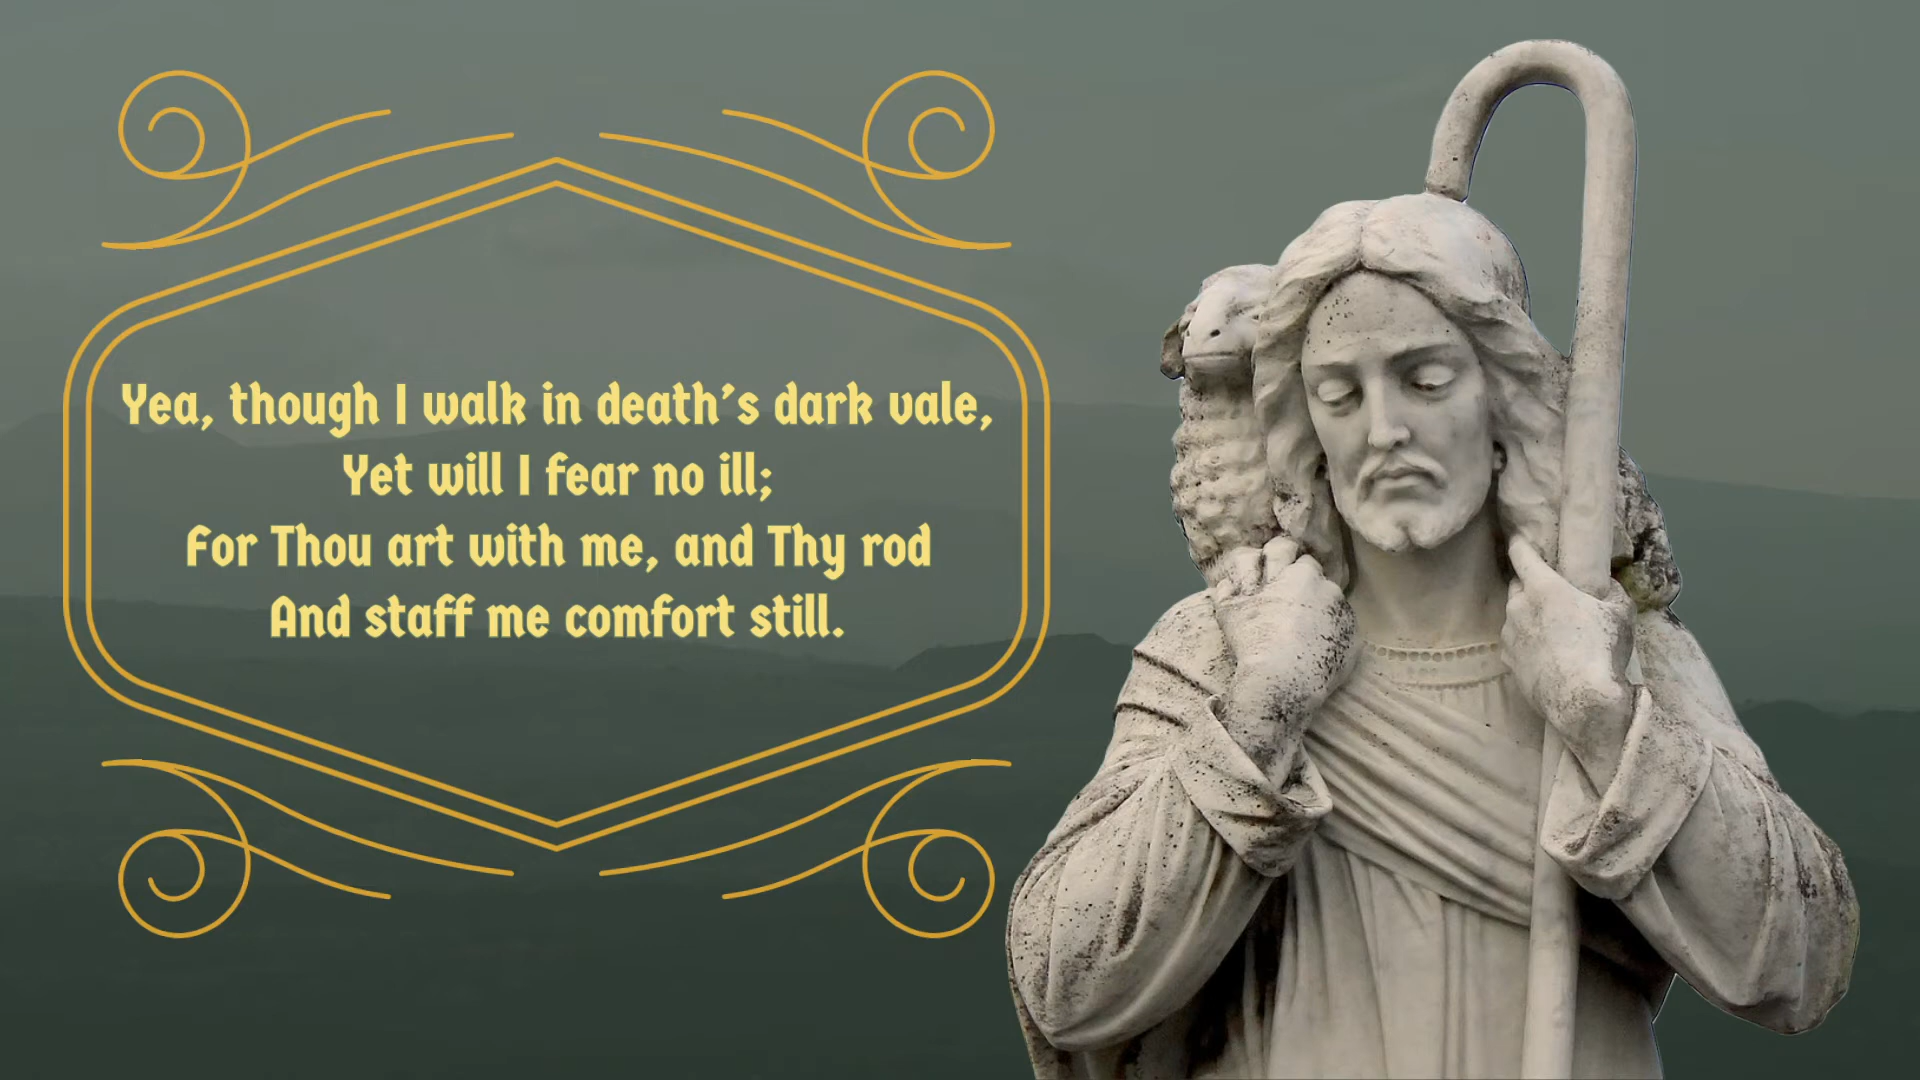 Yea, though I walk in death's dark vale,
Yet will I fear no ill;
For Thou art with me, and Thy rod
And staff me comfort still.